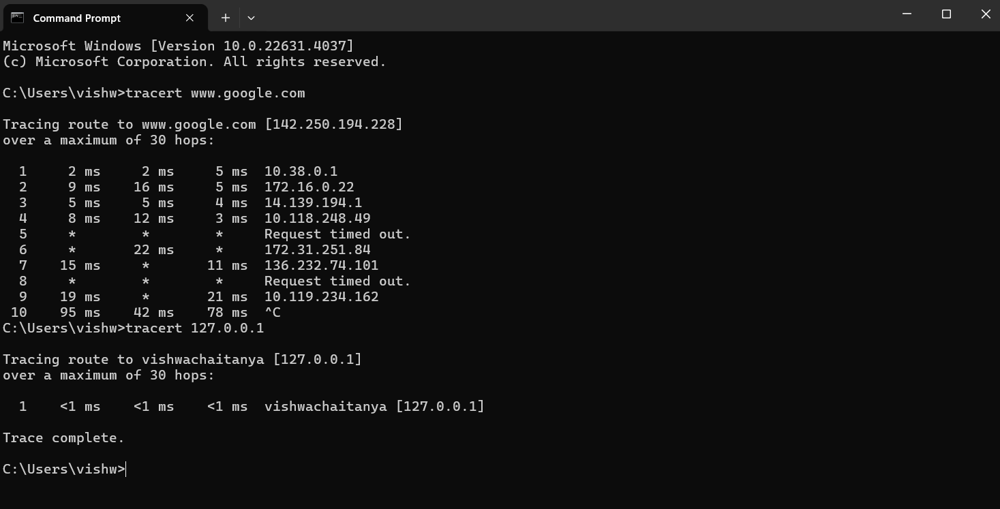 Command Prompt
Microsoft Windows [Version 10.0.22631.4037]
(c) Microsoft Corporation. All rights reserved.
C:\Users\vishw>tracert www.google.com
Tracing route to www.google.com [142.250.194.228]
over a maximum of 30 hops:
  1     2 ms     2 ms     5 ms  10.38.0.1
  2     9 ms    16 ms     5 ms  172.16.0.22
  3     5 ms     5 ms     4 ms  14.139.194.1
  4     8 ms    12 ms     3 ms  10.118.248.49
  5     *        *        *     Request timed out.
  6     *       22 ms     *     172.31.251.84
  7    15 ms     *       11 ms  136.232.74.101
  8     *        *        *     Request timed out.
  9    19 ms     *       21 ms  10.119.234.162
 10    95 ms    42 ms    78 ms  ^C
C:\Users\vishw>tracert 127.0.0.1
Tracing route to vishwachaitanya [127.0.0.1]
over a maximum of 30 hops:
  1    <1 ms    <1 ms    <1 ms  vishwachaitanya [127.0.0.1]
Trace complete.
C:\Users\vishw>